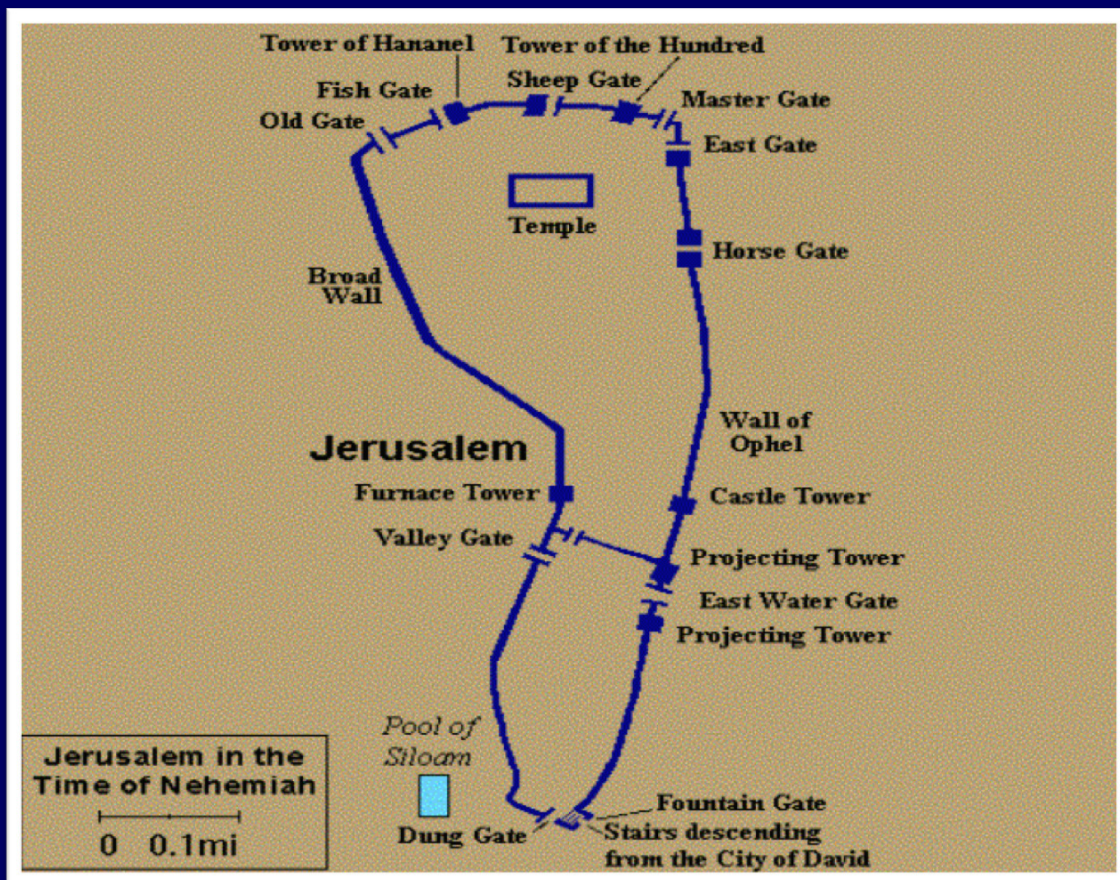 Tower of Hananel
Tower of the Hundred
Fish Gate
Sheep Gate
Master Gate
Old Gate
East Gate
Temple
Horse Gate
Broad
Wall
Wall of
Ophel
Jerusalem
Furnace Tower
Castle Tower
Valley Gate
Projecting Tower
East Water Gate
Projecting Tower
Pool of
Siloam
Jerusalem in the
Time of Nehemiah
0 0.1mi
Dung Gate
Fountain Gate
Stairs descending
from the City of David